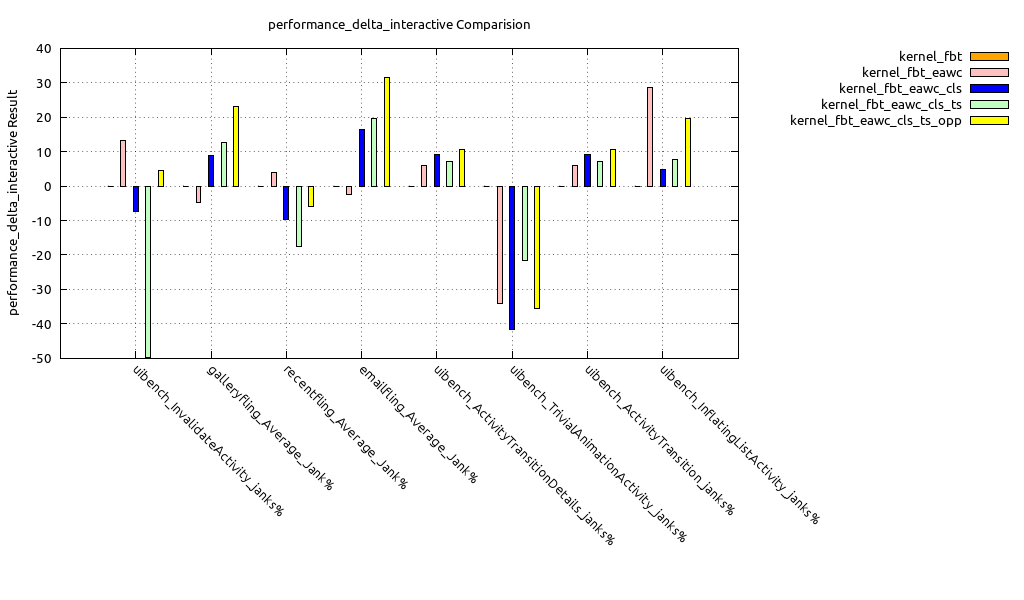 performance_delta_interactive Comparision
performance_delta_interactive Result
40
30
20
10
0
-10
-20
-30
-40
-50
kernel_fbt
kernel_fbt_eawc
kernel_fbt_eawc_cls
kernel_fbt_eawc_cls_ts
kernel_fbt_eawc_cls_ts_opp
uibench_InvalidateActivity_janks%
galleryfling_Average_Jank%
recentfling_Average_Jank%
emailfling_Average_Jank%
uibench_ActivityTransitionDetails_janks%
uibench_TrivialAnimationActivity_janks%
uibench_ActivityTransition_janks%
uibench_InflatingListActivity_janks%